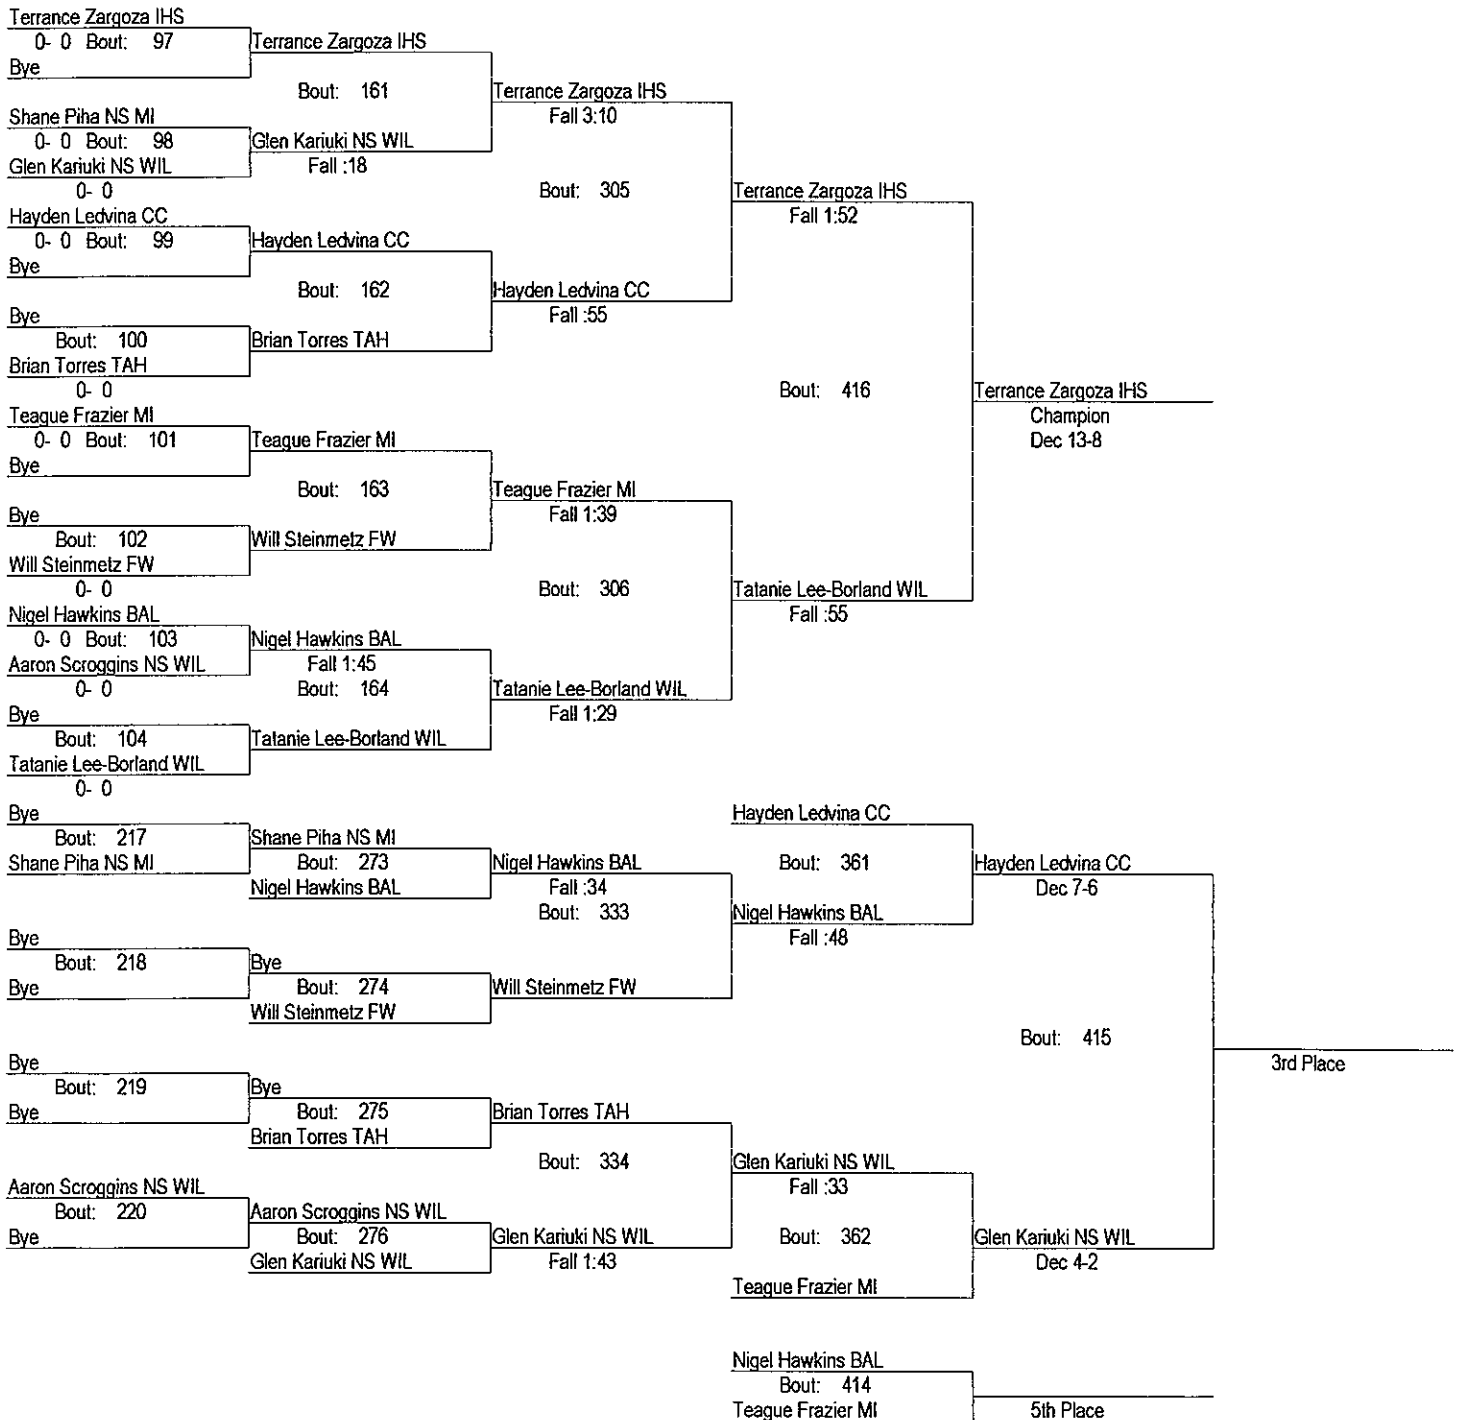 Terrance Zargoza IHS
0- 0 Bout: 97
Bye
Terrance Zargoza IHS
Bout: 161
Shane Piha NS MI
0- 0 Bout: 98
Glen Kariuki NS WIL
0- 0
Glen Kariuki NS WIL
Fall :18
Terrance Zargoza IHS
Fall 3:10
Bout: 305
Hayden Ledvina CC
0- 0 Bout: 99
Bye
Hayden Ledvina CC
Bout: 162
Bye
Bout: 100
Brian Torres TAH
0- 0
Brian Torres TAH
Hayden Ledvina CC
Fall :55
Terrance Zargoza IHS
Fall 1:52
Bout: 416
Teague Frazier MI
0- 0 Bout: 101
Bye
Teague Frazier MI
Bout: 163
Bye
Bout: 102
Will Steinmetz FW
0- 0
Will Steinmetz FW
Teague Frazier MI
Fall 1:39
Bout: 306
Nigel Hawkins BAL
0- 0 Bout: 103
Aaron Scroggins NS WIL
0- 0
Nigel Hawkins BAL
Fall 1:45
Bout: 164
Bye
Bout: 104
Tatanie Lee-Borland WIL
0- 0
Tatanie Lee-Borland WIL
Tatanie Lee-Borland WIL
Fall 1:29
Tatanie Lee-Borland WIL
Fall :55
Terrance Zargoza IHS
Champion
Dec 13-8
Bye
Bout: 217
Shane Piha NS MI
Shane Piha NS MI
Bout: 273
Nigel Hawkins BAL
Nigel Hawkins BAL
Fall :34
Bout: 333
Bye
Bout: 218
Bye
Bye
Bout: 274
Will Steinmetz FW
Will Steinmetz FW
Hayden Ledvina CC
Bout: 361
Nigel Hawkins BAL
Fall :48
Hayden Ledvina CC
Dec 7-6
Bout: 415
Bye
Bout: 219
Bye
Bye
Bout: 275
Brian Torres TAH
Brian Torres TAH
Bout: 334
Aaron Scroggins NS WIL
Bout: 220
Bye
Aaron Scroggins NS WIL
Bout: 276
Glen Kariuki NS WIL
Glen Kariuki NS WIL
Fall 1:43
Glen Kariuki NS WIL
Fall :33
Bout: 362
Teague Frazier MI
Glen Kariuki NS WIL
Dec 4-2
3rd Place
Nigel Hawkins BAL
Bout: 414
Teague Frazier MI
5th Place